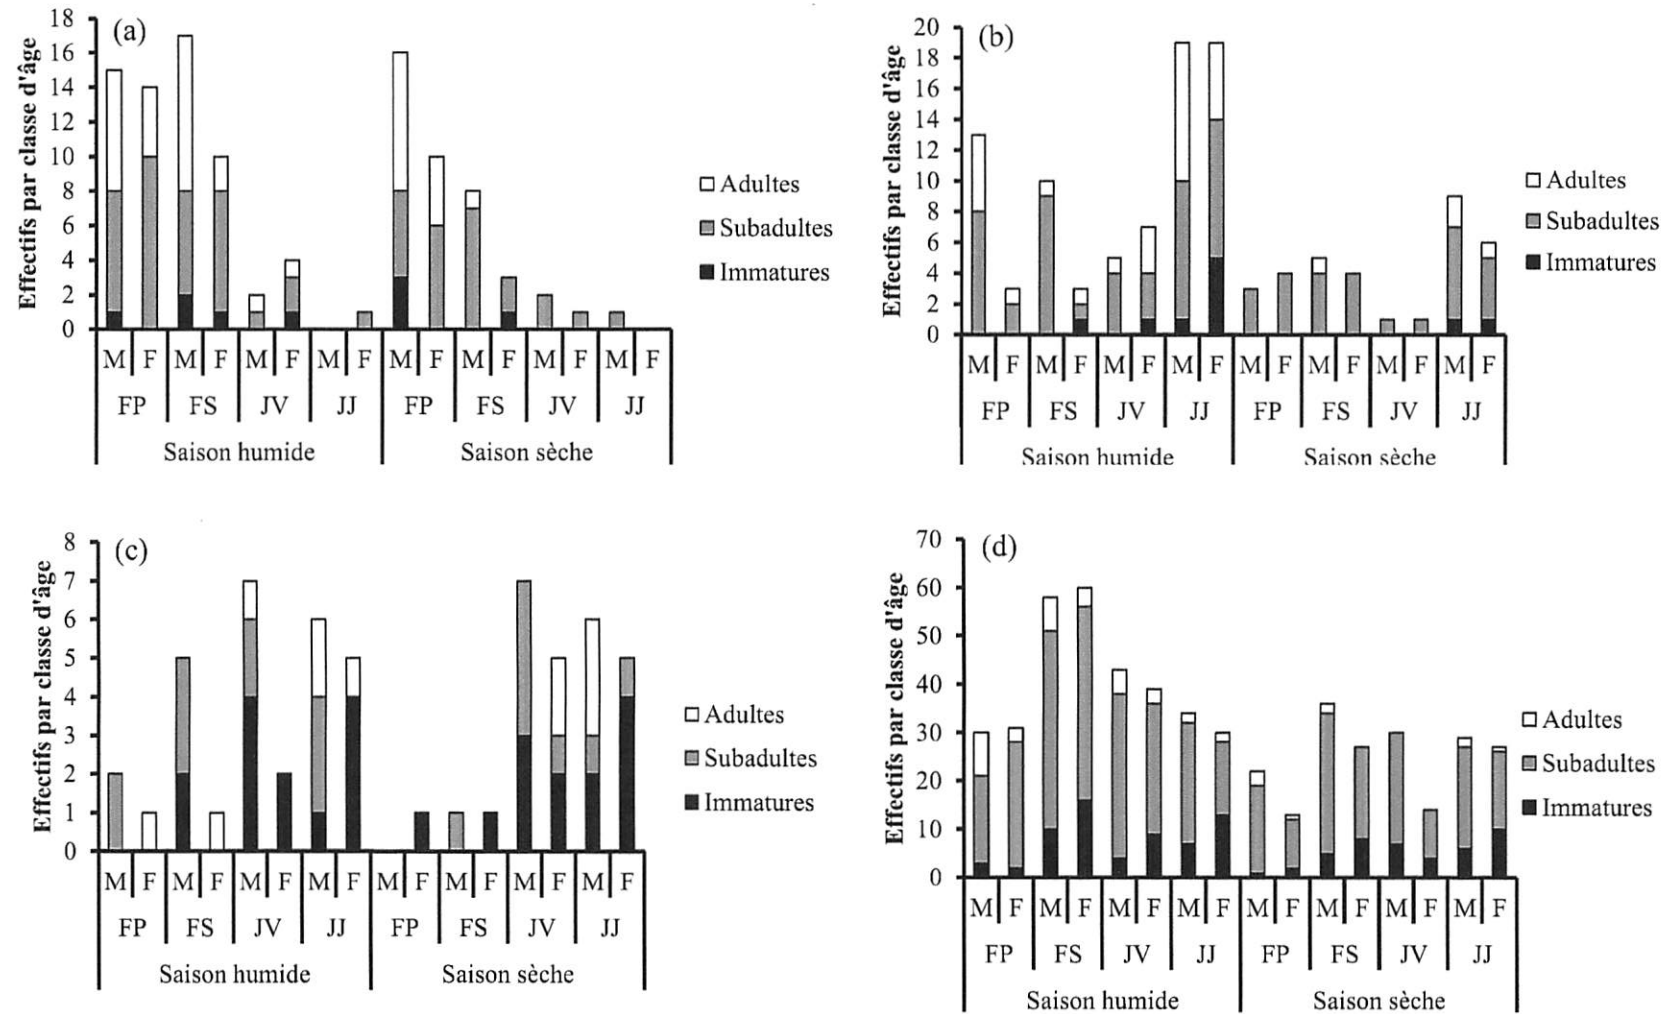 (a)
Effectifs par classe d'âge
18
16
14
12
10
8
6
4
2
0
M F M F M F M F M F M F M F M F
FP FS JV JJ FP FS JV JJ
Saison humide Saison sèche
Adultes
Subadultes
Immatures
(b)
Effectifs par classe d'âge
20
18
16
14
12
10
8
6
4
2
0
M F M F M F M F M F M F M F M F
FP FS JV JJ FP FS JV JJ
Saison humide Saison sèche
Adultes
Subadultes
Immatures
(c)
Effectifs par classe d'âge
8
7
6
5
4
3
2
1
0
M F M F M F M F M F M F M F M F
FP FS JV JJ FP FS JV JJ
Saison humide Saison sèche
Adultes
Subadultes
Immatures
(d)
Effectifs par classe d'âge
70
60
50
40
30
20
10
0
M F M F M F M F M F M F M F M F
FP FS JV JJ FP FS JV JJ
Saison humide Saison sèche
Adultes
Subadultes
Immatures